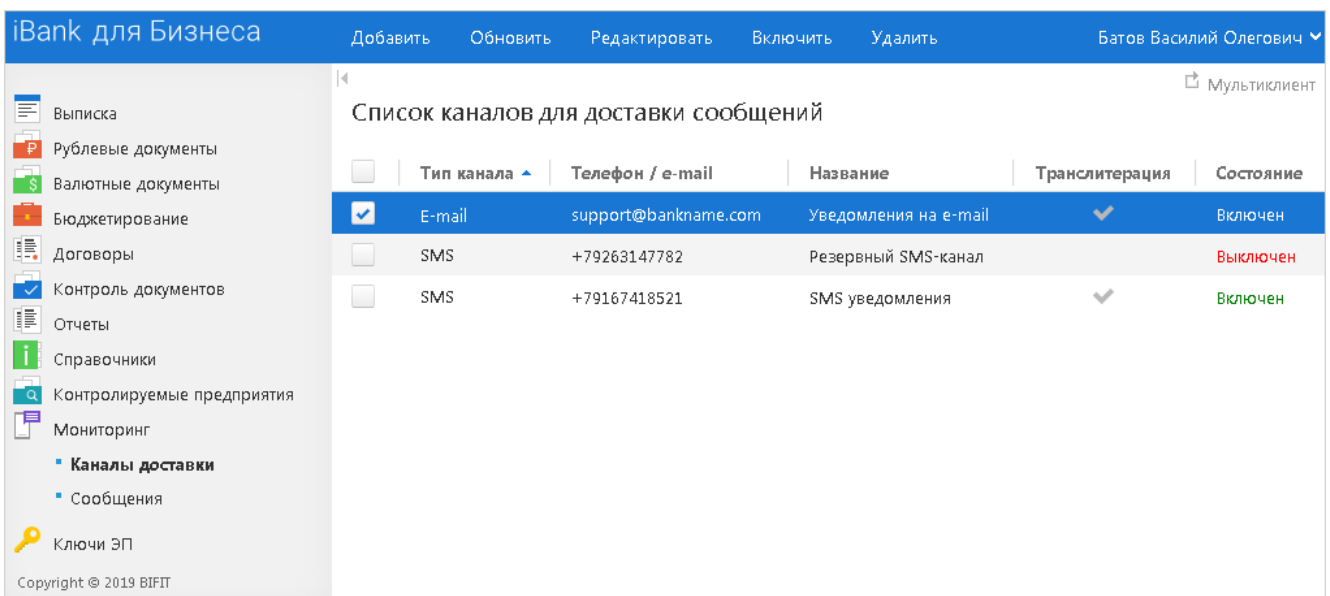 iBank для Бизнеса
Добавить Обновить Редактировать Включить Удалить Батов Василий Олегович
Мультиклиент
Выписка
Рублевые документы
Валютные документы
Бюджетирование
Договоры
Контроль документов
Отчеты
Справочники
Контролируемые предприятия
Мониторинг
Каналы доставки
Сообщения
Ключи ЭП
Copyright © 2019 BIFIT
Список каналов для доставки сообщений
Тип канала Телефон / e-mail Название Транслитерация Состояние
E-mail support@bankname.com Уведомления на e-mail Включен
SMS +79263147782 Резервный SMS-канал Выключен
SMS +79167418521 SMS уведомления Включен